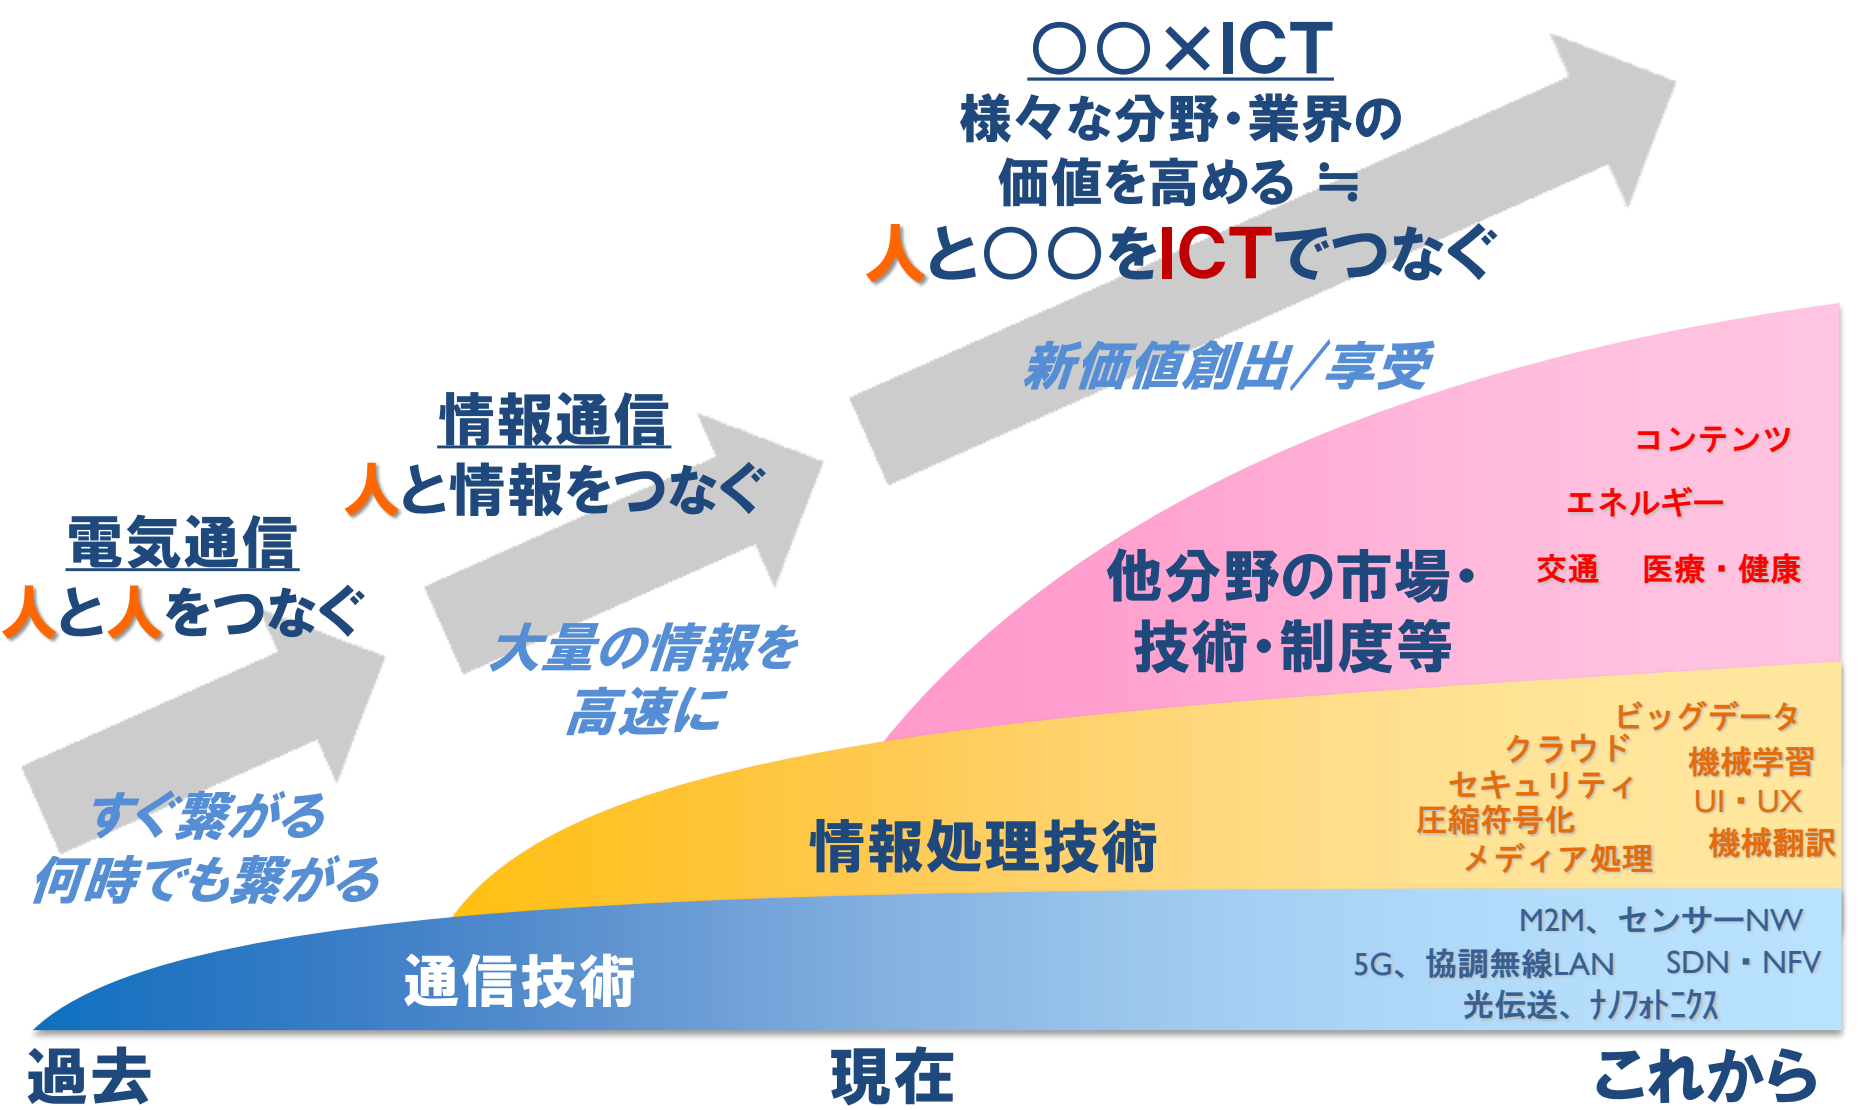 〇〇×ICT
様々な分野・業界の
価値を高める ≒
人と〇〇をICTでつなぐ
新価値創出/享受
情報通信
人と情報をつなぐ
大量の情報を
高速に
電気通信
人と人をつなぐ
すぐ繋がる
何時でも繋がる
他分野の市場・
技術・制度等
コンテンツ
エネルギー
交通 医療・健康
情報処理技術
ビッグデータ
クラウド
機械学習
セキュリティ
UI・UX
圧縮符号化
機械翻訳
メディア処理
通信技術
M2M、センサーNW
5G、協調無線LAN SDN・NFV
光伝送、ﾅﾉﾌｫﾄﾆｸｽ
過去 現在 これから